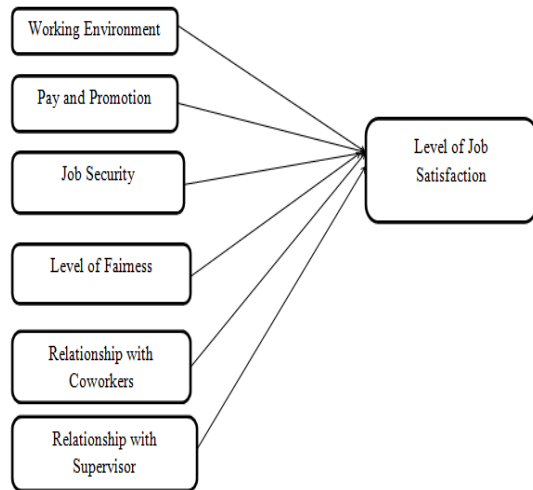 Working Environment
Pay and Promotion
Job Security
Level of Fairness
Relationship with
Coworkers
Relationship with
Supervisor
Level of Job
Satisfaction